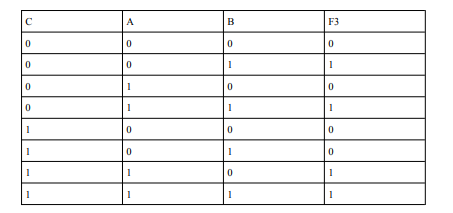 C A B F3
0 0 0 0
0 0 1 1
0 1 0 0
0 1 1 1
1 0 0 0
1 0 1 0
1 1 0 1
1 1 1 1